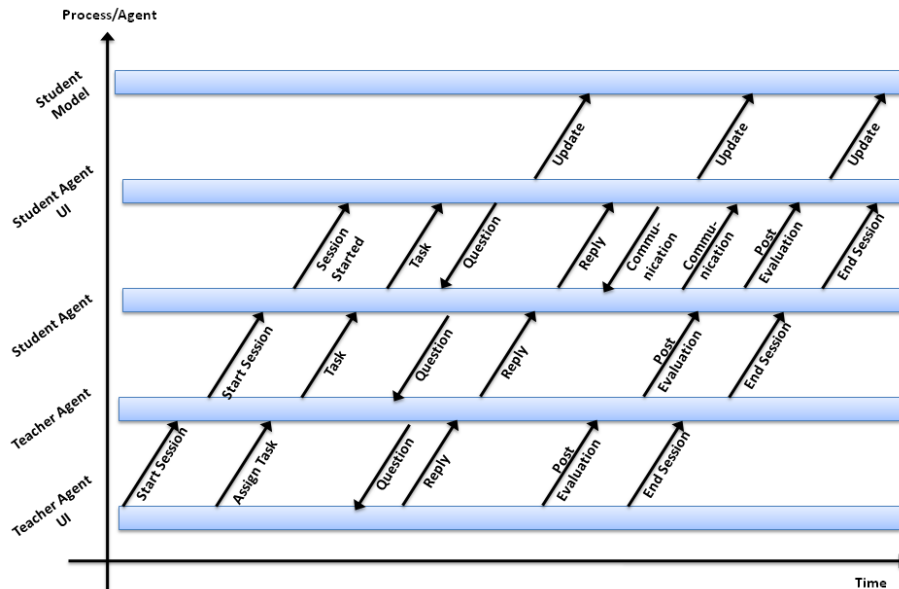 Process/Agent
Student
Model
Update
Update
Update
Student Agent
UI
Session
Started
Task
Question
Reply
Commu-
nication
Commu-
nication
Post
Evaluation
End Session
Student Agent
Start Session
Task
Question
Reply
Post
Evaluation
End Session
Teacher Agent
Start Session
Assign Task
Question
Reply
Post
Evaluation
End Session
Teacher Agent
UI
Time